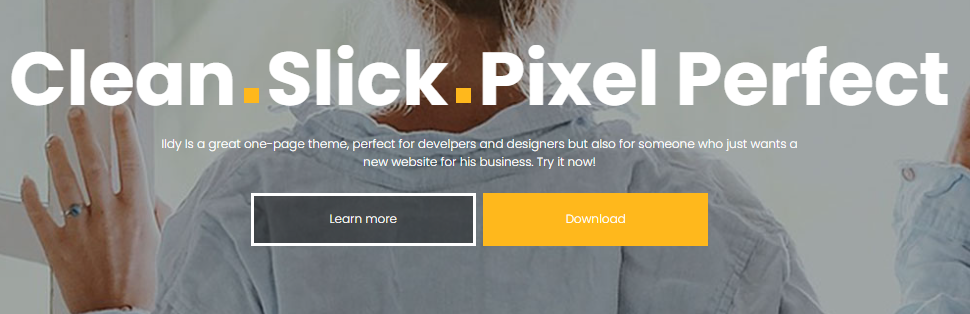 Clean.Slick.Pixel Perfect
Ildy is a great one-page theme, perfect for develpers and designers but also for someone who just wants a
new website for his business. Try it now!
Learn more
Download